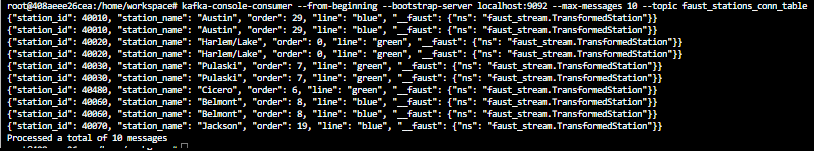 root@408aeee26cea:/home/workspace# kafka-console-consumer --from-beginning --bootstrap-server localhost:9092 --max-messages 10 --topic faust_stations_conn_table
{"station_id": 40010, "station_name": "Austin", "order": 29, "line": "blue", "__faust": {"ns": "faust_stream.TransformedStation"}}
{"station_id": 40010, "station_name": "Austin", "order": 29, "line": "blue", "__faust": {"ns": "faust_stream.TransformedStation"}}
{"station_id": 40020, "station_name": "Harlem/Lake", "order": 0, "line": "green", "__faust": {"ns": "faust_stream.TransformedStation"}}
{"station_id": 40020, "station_name": "Harlem/Lake", "order": 0, "line": "green", "__faust": {"ns": "faust_stream.TransformedStation"}}
{"station_id": 40030, "station_name": "Pulaski", "order": 7, "line": "green", "__faust": {"ns": "faust_stream.TransformedStation"}}
{"station_id": 40030, "station_name": "Pulaski", "order": 7, "line": "green", "__faust": {"ns": "faust_stream.TransformedStation"}}
{"station_id": 40480, "station_name": "Cicero", "order": 6, "line": "green", "__faust": {"ns": "faust_stream.TransformedStation"}}
{"station_id": 40060, "station_name": "Belmont", "order": 8, "line": "blue", "__faust": {"ns": "faust_stream.TransformedStation"}}
{"station_id": 40060, "station_name": "Belmont", "order": 8, "line": "blue", "__faust": {"ns": "faust_stream.TransformedStation"}}
{"station_id": 40070, "station_name": "Jackson", "order": 19, "line": "blue", "__faust": {"ns": "faust_stream.TransformedStation"}}
Processed a total of 10 messages